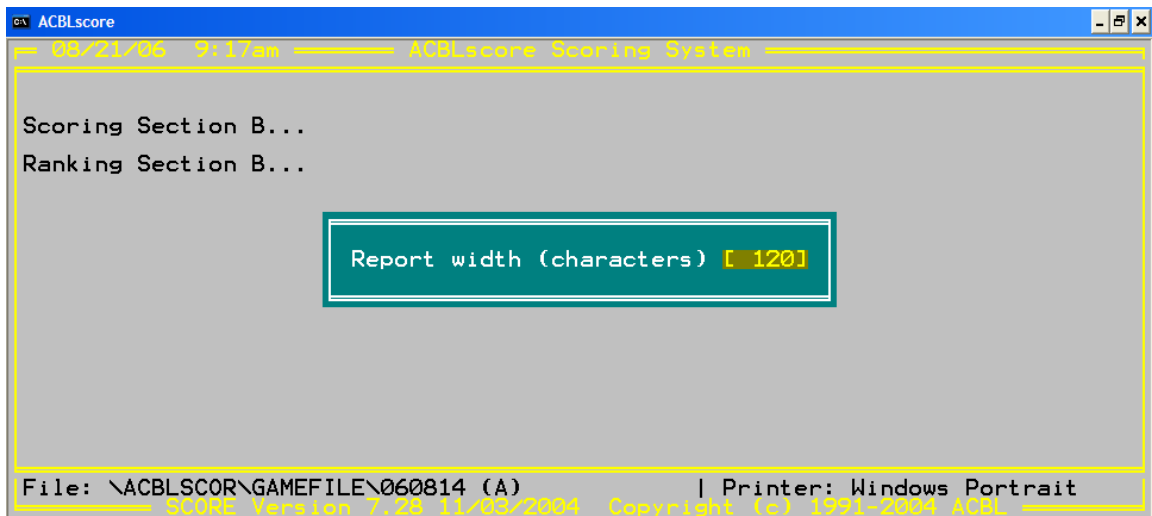 ACBLscore
08/21/06 9:17am ACBLscore Scoring System
Scoring Section B...
Ranking Section B...
Report width (characters) [ 120]
File: \ACBLSCOR\GAMEFILE\060814 (A) | Printer: Windows Portrait
SCORE Version 7.28 11/03/2004 Copyright (c) 1991-2004 ACBL